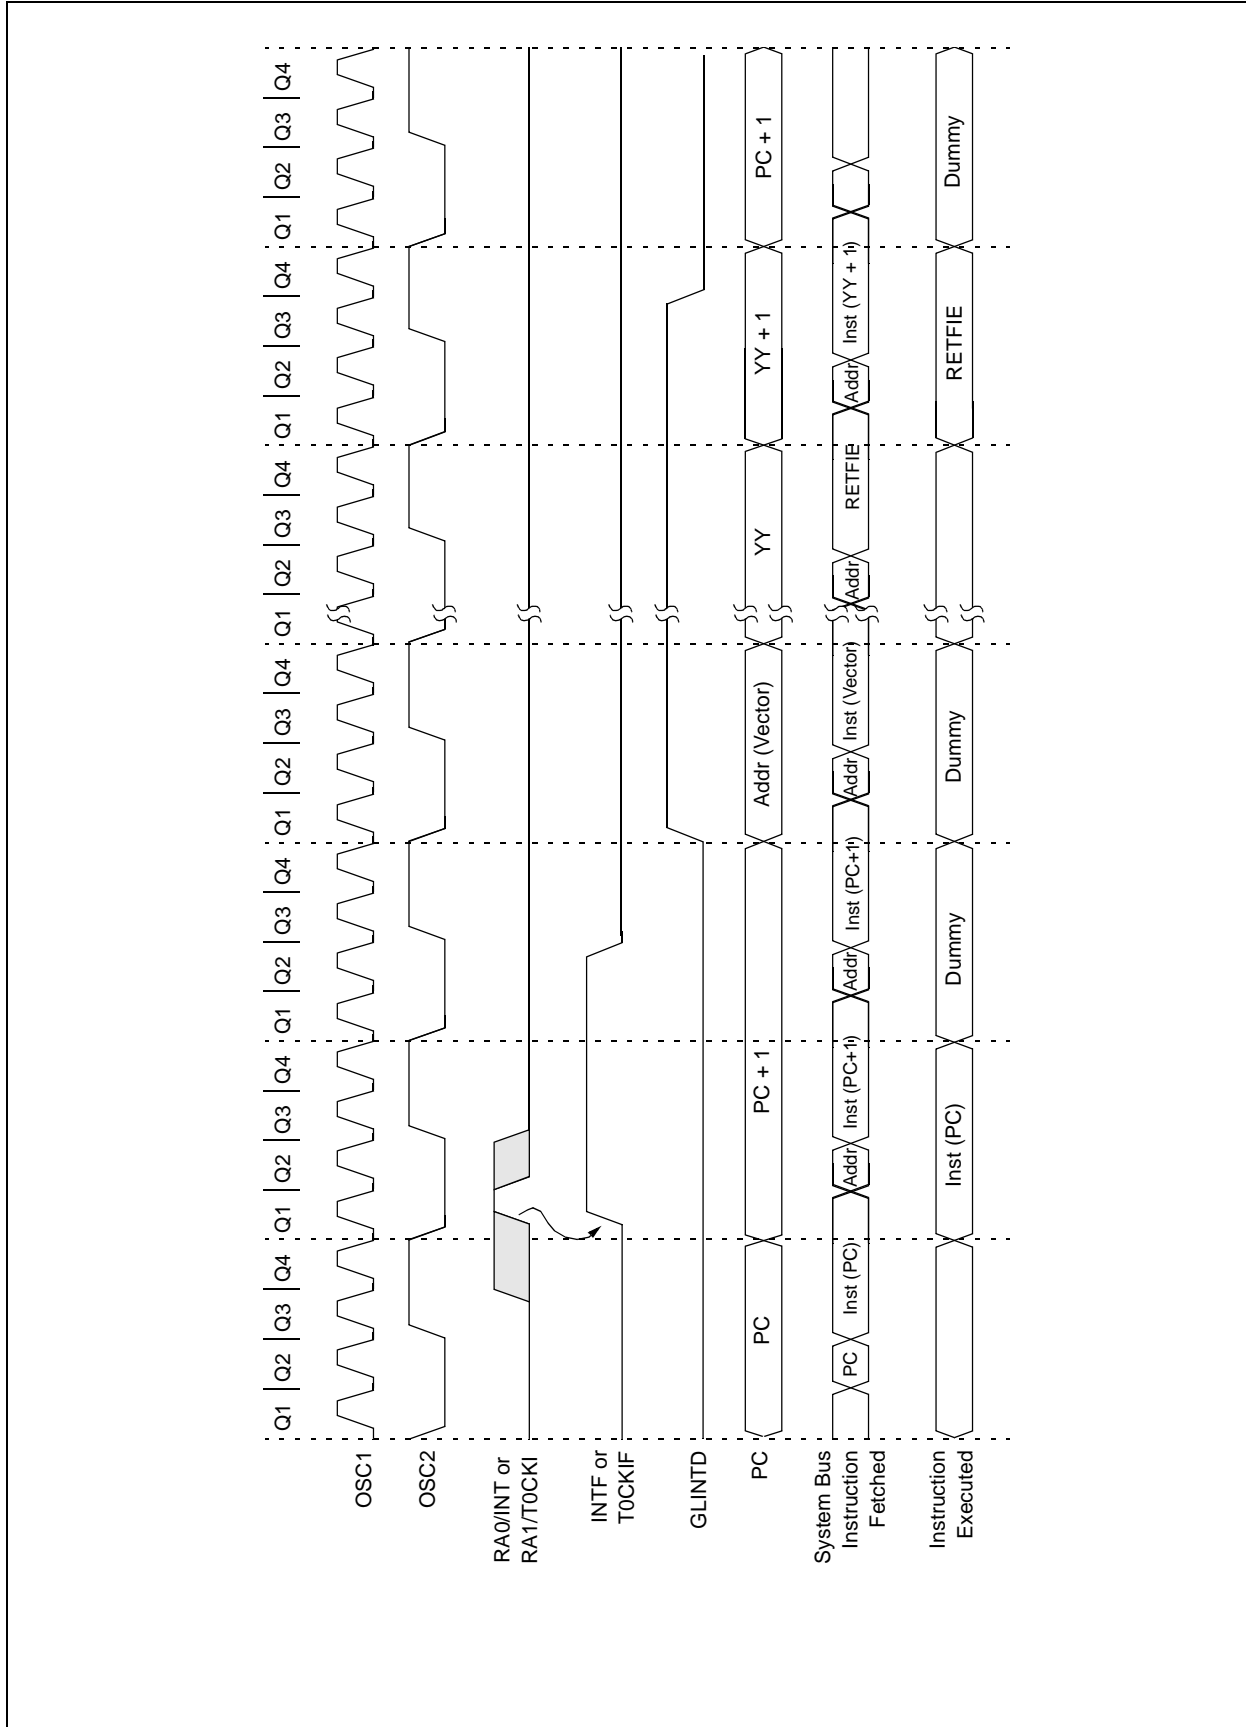 Q1 Q2 Q3 Q4 Q1 Q2 Q3 Q4 Q1 Q2 Q3 Q4 Q1 Q2 Q3 Q4 Q1 Q2 Q3 Q4 Q1 Q2 Q3 Q4 Q1 Q2 Q3 Q4
OSC1
OSC2
RA0/INT or
RA1/T0CKI
INTF or
T0CKIF
GLINTD
PC PC PC + 1 Addr (Vector) YY YY + 1 PC + 1
System Bus
Instruction
Fetched
PC Inst (PC) Addr Inst (PC+1) Addr Inst (PC+1) Addr Inst (Vector) Addr RETFIE Addr Inst (YY + 1)
Instruction
Executed
Inst (PC) Dummy Dummy RETFIE Dummy